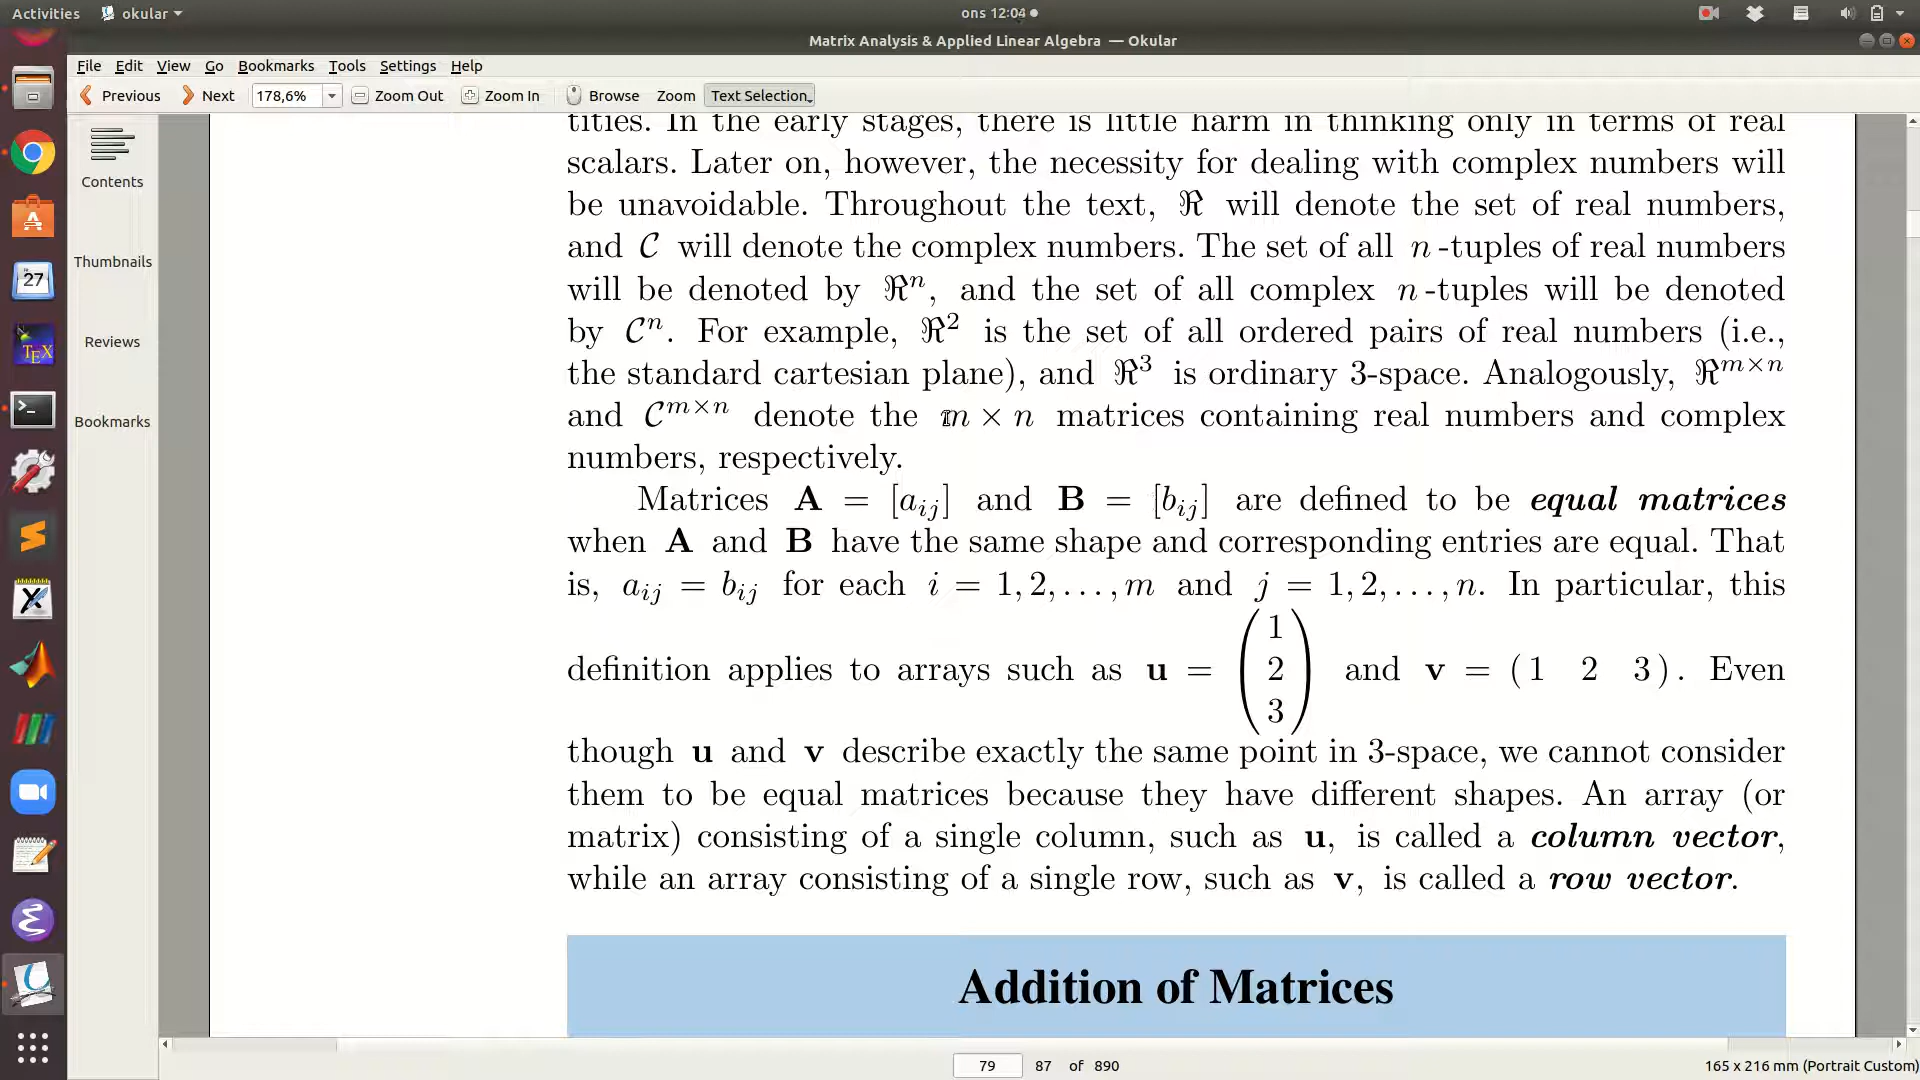 Activities okular ons 12:04
Matrix Analysis & Applied Linear Algebra — Okular
File Edit View Go Bookmarks Tools Settings Help
Previous Next 178,6% Zoom Out Zoom In Browse Zoom Text Selection
Contents
Thumbnails
Reviews
Bookmarks
27
TEX
tities. In the early stages, there is little harm in thinking only in terms of real
scalars. Later on, however, the necessity for dealing with complex numbers will
be unavoidable. Throughout the text, ℜ will denote the set of real numbers,
and 𝒞 will denote the complex numbers. The set of all n-tuples of real numbers
will be denoted by ℜⁿ, and the set of all complex n-tuples will be denoted
by 𝒞ⁿ. For example, ℜ² is the set of all ordered pairs of real numbers (i.e.,
the standard cartesian plane), and ℜ³ is ordinary 3-space. Analogously, ℜ^{m×n}
and 𝒞^{m×n} denote the m × n matrices containing real numbers and complex
numbers, respectively.
Matrices A = [a_{ij}] and B = [b_{ij}] are defined to be equal matrices
when A and B have the same shape and corresponding entries are equal. That
is, a_{ij} = b_{ij} for each i = 1, 2, . . . , m and j = 1, 2, . . . , n. In particular, this
1
definition applies to arrays such as u = 2 and v = ( 1 2 3 ). Even
3
though u and v describe exactly the same point in 3-space, we cannot consider
them to be equal matrices because they have different shapes. An array (or
matrix) consisting of a single column, such as u, is called a column vector,
while an array consisting of a single row, such as v, is called a row vector.
Addition of Matrices
79 87 of 890
165 x 216 mm (Portrait Custom)